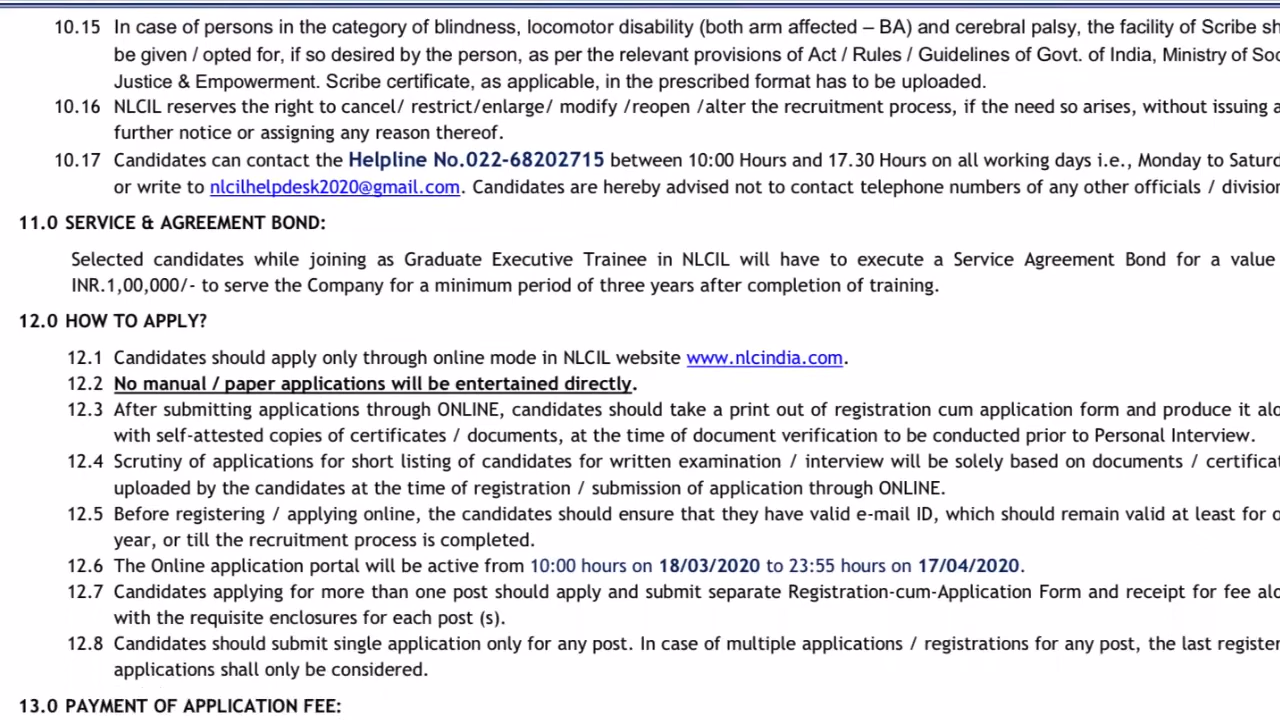 10.15 In case of persons in the category of blindness, locomotor disability (both arm affected – BA) and cerebral palsy, the facility of Scribe sh
be given / opted for, if so desired by the person, as per the relevant provisions of Act / Rules / Guidelines of Govt. of India, Ministry of Soc
Justice & Empowerment. Scribe certificate, as applicable, in the prescribed format has to be uploaded.
10.16 NLCIL reserves the right to cancel/ restrict/enlarge/ modify /reopen /alter the recruitment process, if the need so arises, without issuing a
further notice or assigning any reason thereof.
10.17 Candidates can contact the Helpline No.022-68202715 between 10:00 Hours and 17.30 Hours on all working days i.e., Monday to Saturd
or write to nlcilhelpdesk2020@gmail.com. Candidates are hereby advised not to contact telephone numbers of any other officials / division
11.0 SERVICE & AGREEMENT BOND:
Selected candidates while joining as Graduate Executive Trainee in NLCIL will have to execute a Service Agreement Bond for a value
INR.1,00,000/- to serve the Company for a minimum period of three years after completion of training.
12.0 HOW TO APPLY?
12.1 Candidates should apply only through online mode in NLCIL website www.nlcindia.com.
12.2 No manual / paper applications will be entertained directly.
12.3 After submitting applications through ONLINE, candidates should take a print out of registration cum application form and produce it alo
with self-attested copies of certificates / documents, at the time of document verification to be conducted prior to Personal Interview.
12.4 Scrutiny of applications for short listing of candidates for written examination / interview will be solely based on documents / certificat
uploaded by the candidates at the time of registration / submission of application through ONLINE.
12.5 Before registering / applying online, the candidates should ensure that they have valid e-mail ID, which should remain valid at least for o
year, or till the recruitment process is completed.
12.6 The Online application portal will be active from 10:00 hours on 18/03/2020 to 23:55 hours on 17/04/2020.
12.7 Candidates applying for more than one post should apply and submit separate Registration-cum-Application Form and receipt for fee alo
with the requisite enclosures for each post (s).
12.8 Candidates should submit single application only for any post. In case of multiple applications / registrations for any post, the last register
applications shall only be considered.
13.0 PAYMENT OF APPLICATION FEE: